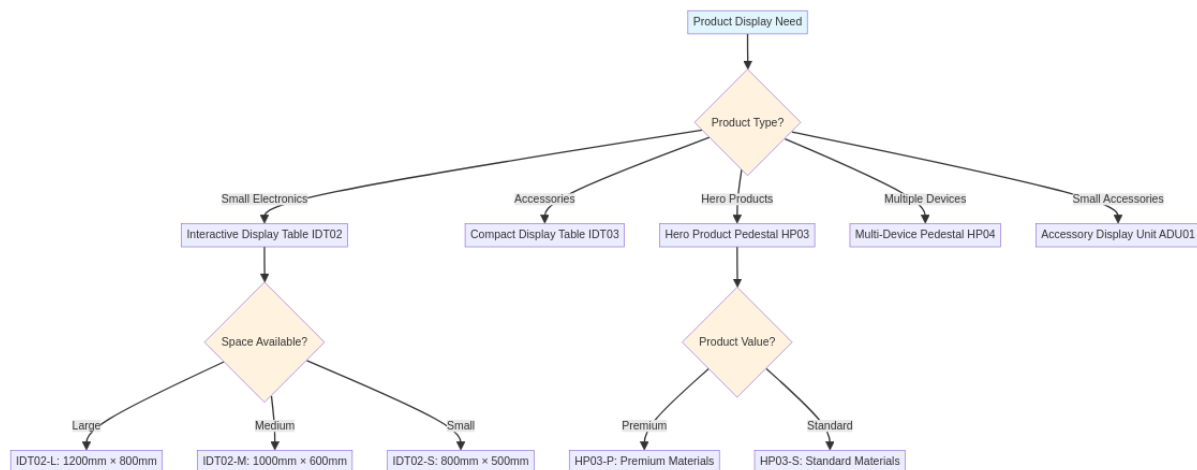 Product Display Need
Product Type?
Small Electronics
Accessories
Hero Products
Multiple Devices
Small Accessories
Interactive Display Table IDT02
Compact Display Table IDT03
Hero Product Pedestal HP03
Multi-Device Pedestal HP04
Accessory Display Unit ADU01
Space Available?
Product Value?
Large
Medium
Small
Premium
Standard
IDT02-L: 1200mm × 800mm
IDT02-M: 1000mm × 600mm
IDT02-S: 800mm × 500mm
HP03-P: Premium Materials
HP03-S: Standard Materials